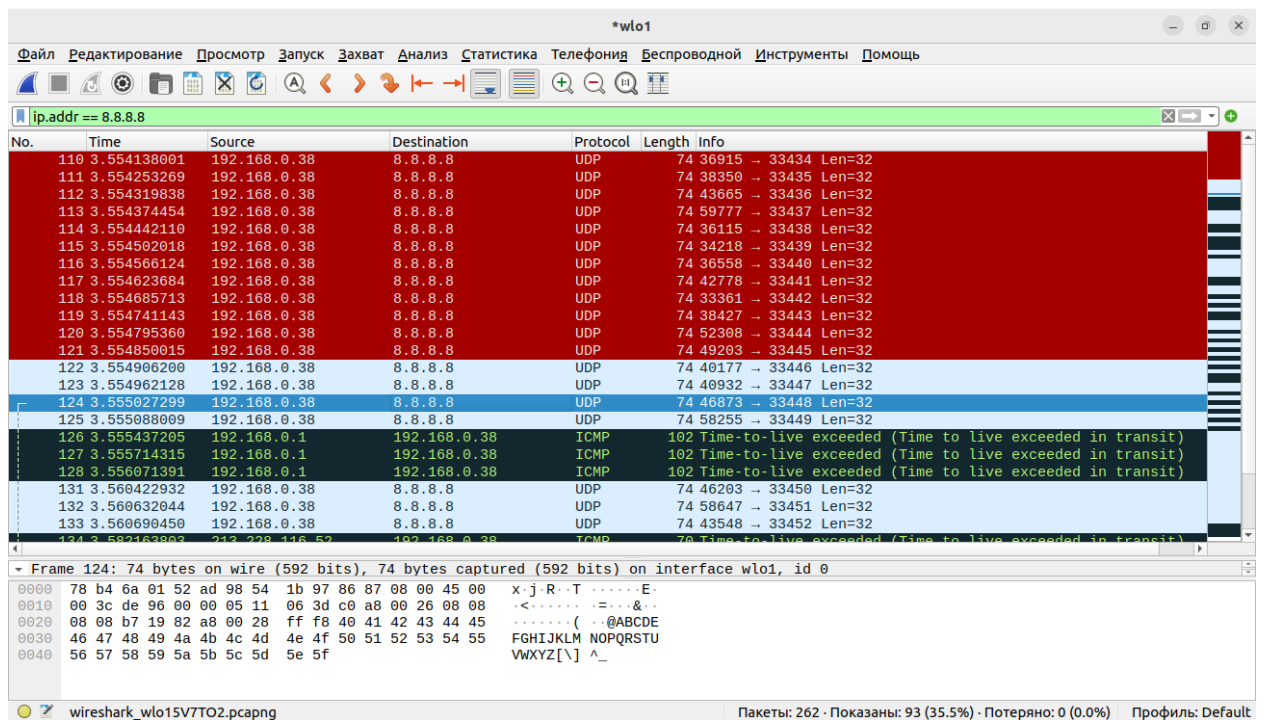 *wlo1
Файл Редактирование Просмотр Запуск Захват Анализ Статистика Телефония Беспроводной Инструменты Помощь
ip.addr == 8.8.8.8
No. Time Source Destination Protocol Length Info
110 3.554138001 192.168.0.38 8.8.8.8 UDP 74 36915 → 33434 Len=32
111 3.554253269 192.168.0.38 8.8.8.8 UDP 74 38350 → 33435 Len=32
112 3.554319838 192.168.0.38 8.8.8.8 UDP 74 43665 → 33436 Len=32
113 3.554374454 192.168.0.38 8.8.8.8 UDP 74 59777 → 33437 Len=32
114 3.554442110 192.168.0.38 8.8.8.8 UDP 74 36115 → 33438 Len=32
115 3.554502018 192.168.0.38 8.8.8.8 UDP 74 34218 → 33439 Len=32
116 3.554566124 192.168.0.38 8.8.8.8 UDP 74 36558 → 33440 Len=32
117 3.554623684 192.168.0.38 8.8.8.8 UDP 74 42778 → 33441 Len=32
118 3.554685713 192.168.0.38 8.8.8.8 UDP 74 33361 → 33442 Len=32
119 3.554741143 192.168.0.38 8.8.8.8 UDP 74 38427 → 33443 Len=32
120 3.554795360 192.168.0.38 8.8.8.8 UDP 74 52308 → 33444 Len=32
121 3.554850015 192.168.0.38 8.8.8.8 UDP 74 49203 → 33445 Len=32
122 3.554906200 192.168.0.38 8.8.8.8 UDP 74 40177 → 33446 Len=32
123 3.554962128 192.168.0.38 8.8.8.8 UDP 74 40932 → 33447 Len=32
124 3.555027299 192.168.0.38 8.8.8.8 UDP 74 46873 → 33448 Len=32
125 3.555088009 192.168.0.38 8.8.8.8 UDP 74 58255 → 33449 Len=32
126 3.555437205 192.168.0.1 192.168.0.38 ICMP 102 Time-to-live exceeded (Time to live exceeded in transit)
127 3.555714315 192.168.0.1 192.168.0.38 ICMP 102 Time-to-live exceeded (Time to live exceeded in transit)
128 3.556071391 192.168.0.1 192.168.0.38 ICMP 102 Time-to-live exceeded (Time to live exceeded in transit)
131 3.560422932 192.168.0.38 8.8.8.8 UDP 74 46203 → 33450 Len=32
132 3.560632044 192.168.0.38 8.8.8.8 UDP 74 58647 → 33451 Len=32
133 3.560690450 192.168.0.38 8.8.8.8 UDP 74 43548 → 33452 Len=32
134 3.582163803 213.228.116.52 192.168.0.38 ICMP 70 Time-to-live exceeded (Time to live exceeded in transit)
Frame 124: 74 bytes on wire (592 bits), 74 bytes captured (592 bits) on interface wlo1, id 0
0000 78 b4 6a 01 52 ad 98 54 1b 97 86 87 08 00 45 00 x·j·R··T ······E·
0010 00 3c de 96 00 00 05 11 06 3d c0 a8 00 26 08 08 ·<······ ·=···&··
0020 08 08 b7 19 82 a8 00 28 ff f8 40 41 42 43 44 45 ·······( ··@ABCDE
0030 46 47 48 49 4a 4b 4c 4d 4e 4f 50 51 52 53 54 55 FGHIJKLM NOPQRSTU
0040 56 57 58 59 5a 5b 5c 5d 5e 5f VWXYZ[\] ^_
wireshark_wlo15V7TO2.pcapng Пакеты: 262 · Показаны: 93 (35.5%) · Потеряно: 0 (0.0%) Профиль: Default